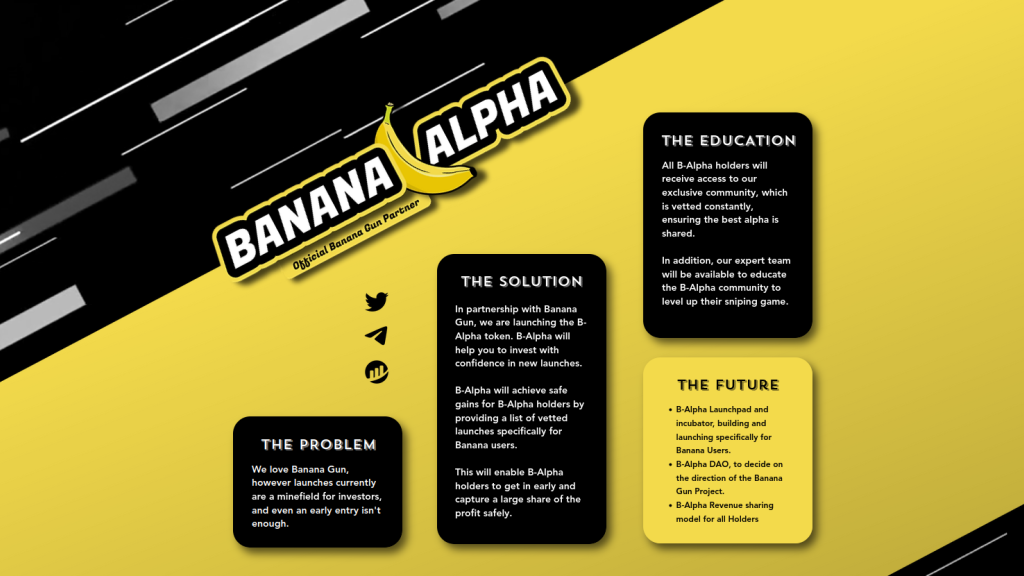 BANANA ALPHA
Official Banana Gun Partner
THE PROBLEM
We love Banana Gun,
however launches currently
are a minefield for investors,
and even an early entry isn't
enough.
THE SOLUTION
In partnership with Banana
Gun, we are launching the B-
Alpha token. B-Alpha will
help you to invest with
confidence in new launches.
B-Alpha will achieve safe
gains for B-Alpha holders by
providing a list of vetted
launches specifically for
Banana users.
This will enable B-Alpha
holders to get in early and
capture a large share of the
profit safely.
THE EDUCATION
All B-Alpha holders will
receive access to our
exclusive community, which
is vetted constantly,
ensuring the best alpha is
shared.
In addition, our expert team
will be available to educate
the B-Alpha community to
level up their sniping game.
THE FUTURE
• B-Alpha Launchpad and
incubator, building and
launching specifically for
Banana Users.
• B-Alpha DAO, to decide on
the direction of the Banana
Gun Project.
• B-Alpha Revenue sharing
model for all Holders